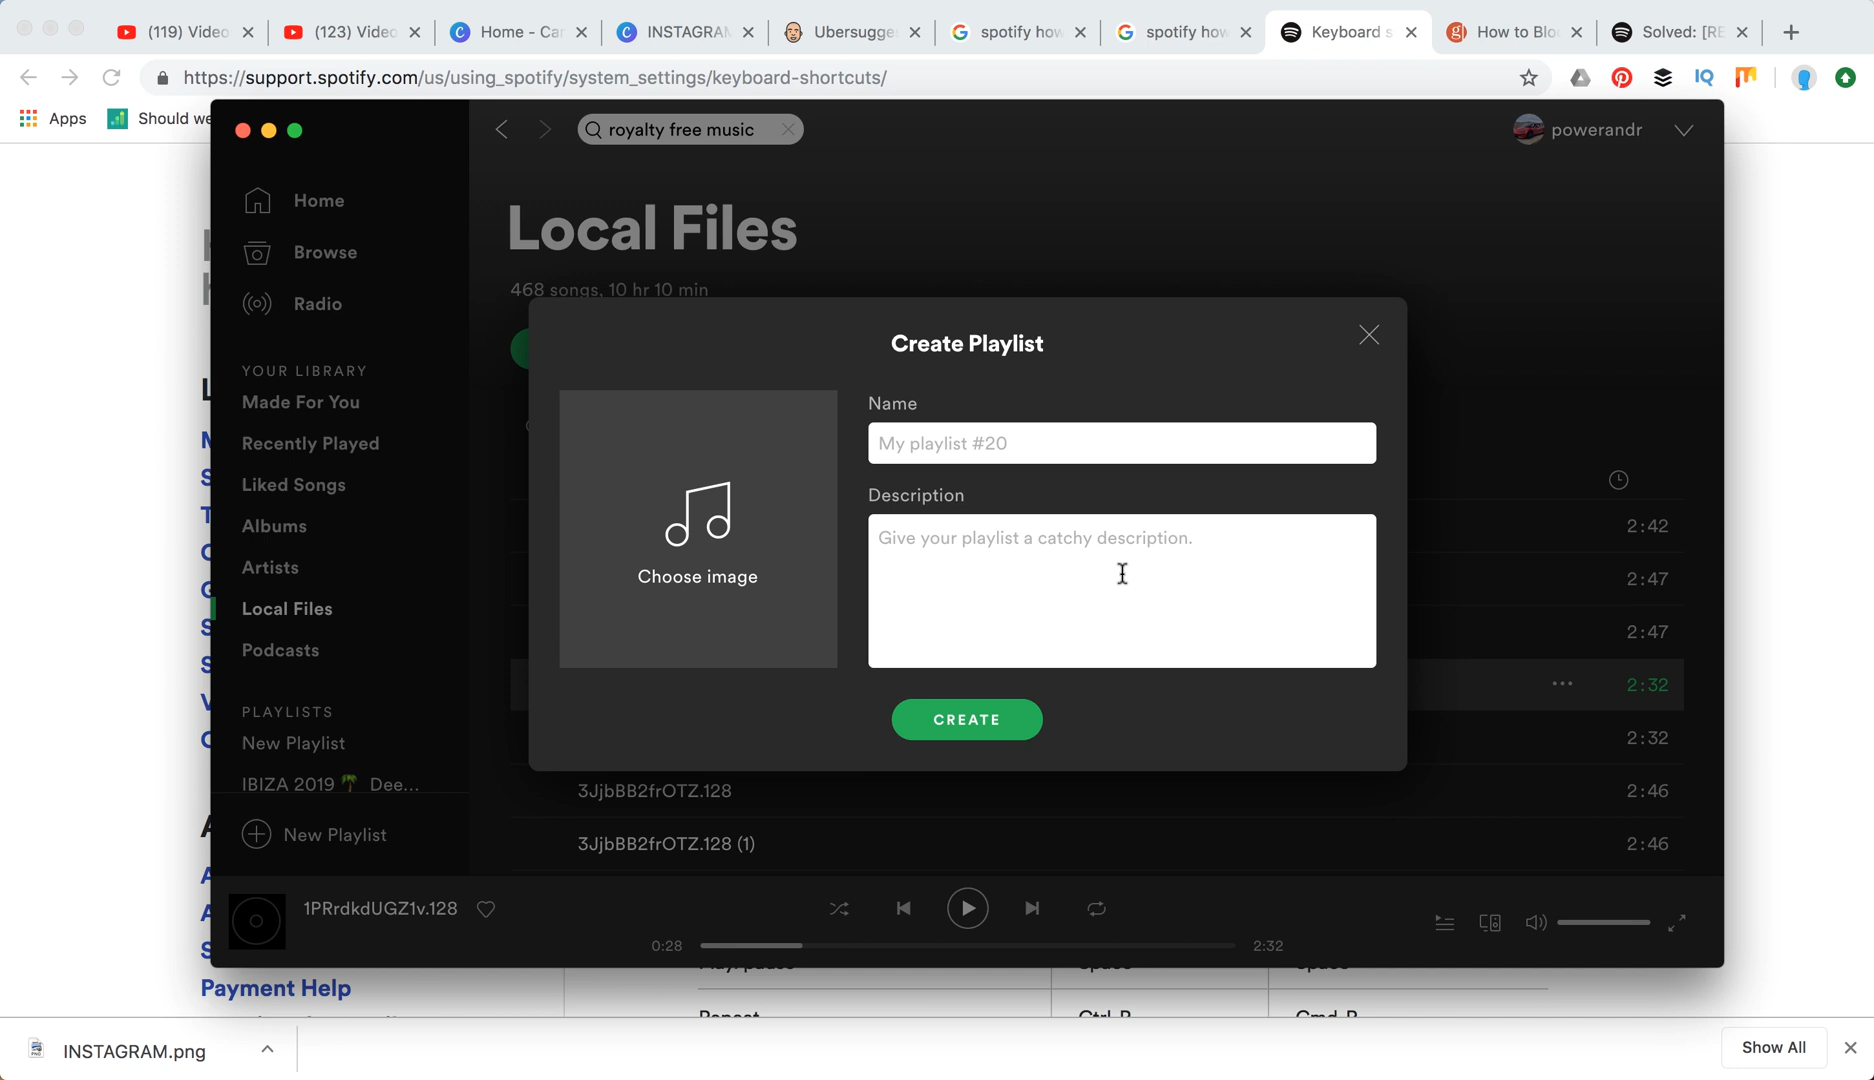 (119) Video
(123) Video
Home - Ca
INSTAGRAM
Ubersugge
spotify how
spotify how
Keyboard s
How to Blo
Solved: [RE
https://support.spotify.com/us/using_spotify/system_settings/keyboard-shortcuts/
Apps
Should we
royalty free music
powerandr
Home
Browse
Radio
YOUR LIBRARY
Made For You
Recently Played
Liked Songs
Albums
Artists
Local Files
Podcasts
PLAYLISTS
New Playlist
IBIZA 2019🌴 Dee...
New Playlist
Local Files
468 songs, 10 hr 10 min
Create Playlist
Choose image
Name
My playlist #20
Description
Give your playlist a catchy description.
CREATE
2:42
2:47
2:47
2:32
2:32
3JjbBB2frOTZ.128
2:46
3JjbBB2frOTZ.128 (1)
2:46
1PRrdkdUGZ1v.128
0:28
2:32
Payment Help
Repeat
Ctrl-R
Cmd-R
INSTAGRAM.png
Show All